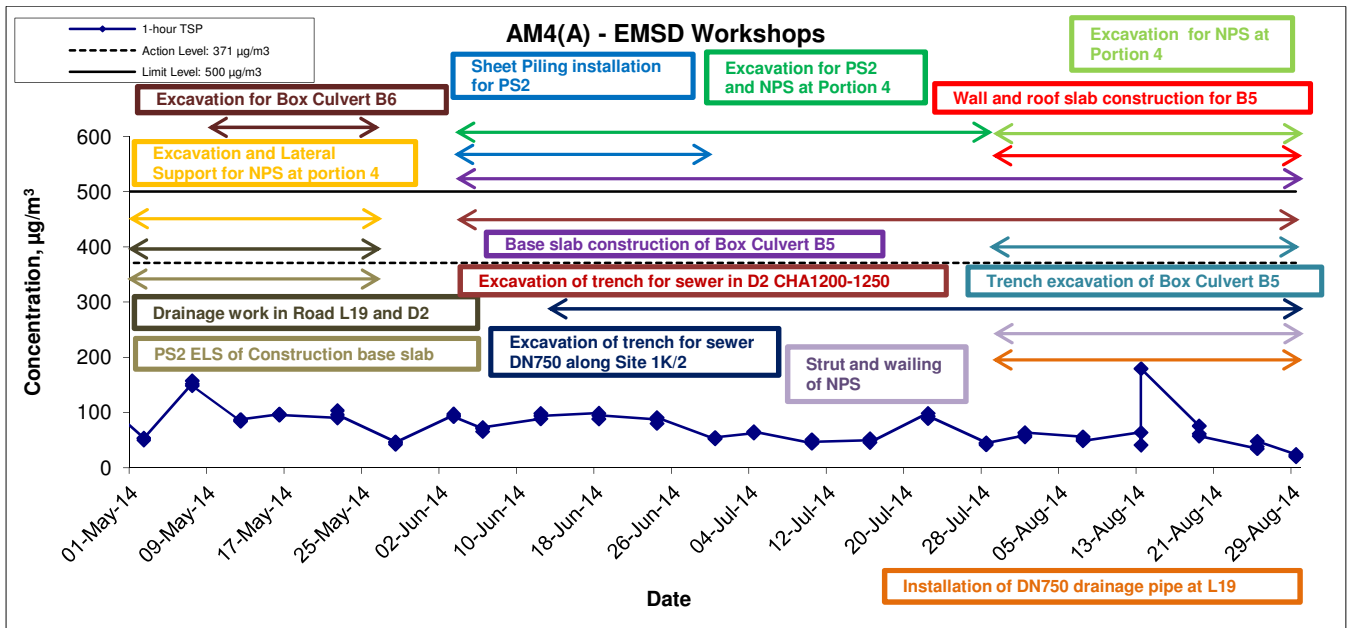 AM4(A) - EMSD Workshops
1-hour TSP
Action Level: 371 µg/m3
Limit Level: 500 µg/m3
Excavation for NPS at
Portion 4
Sheet Piling installation
for PS2
Excavation for PS2
and NPS at Portion 4
Excavation for Box Culvert B6
Wall and roof slab construction for B5
Excavation and Lateral
Support for NPS at portion 4
Base slab construction of Box Culvert B5
Excavation of trench for sewer in D2 CHA1200-1250
Trench excavation of Box Culvert B5
Drainage work in Road L19 and D2
PS2 ELS of Construction base slab
Excavation of trench for sewer
DN750 along Site 1K/2
Strut and wailing
of NPS
Concentration, µg/m³
600
500
400
300
200
100
0
01-May-14
09-May-14
17-May-14
25-May-14
02-Jun-14
10-Jun-14
18-Jun-14
26-Jun-14
04-Jul-14
12-Jul-14
20-Jul-14
28-Jul-14
05-Aug-14
13-Aug-14
21-Aug-14
29-Aug-14
Installation of DN750 drainage pipe at L19
Date